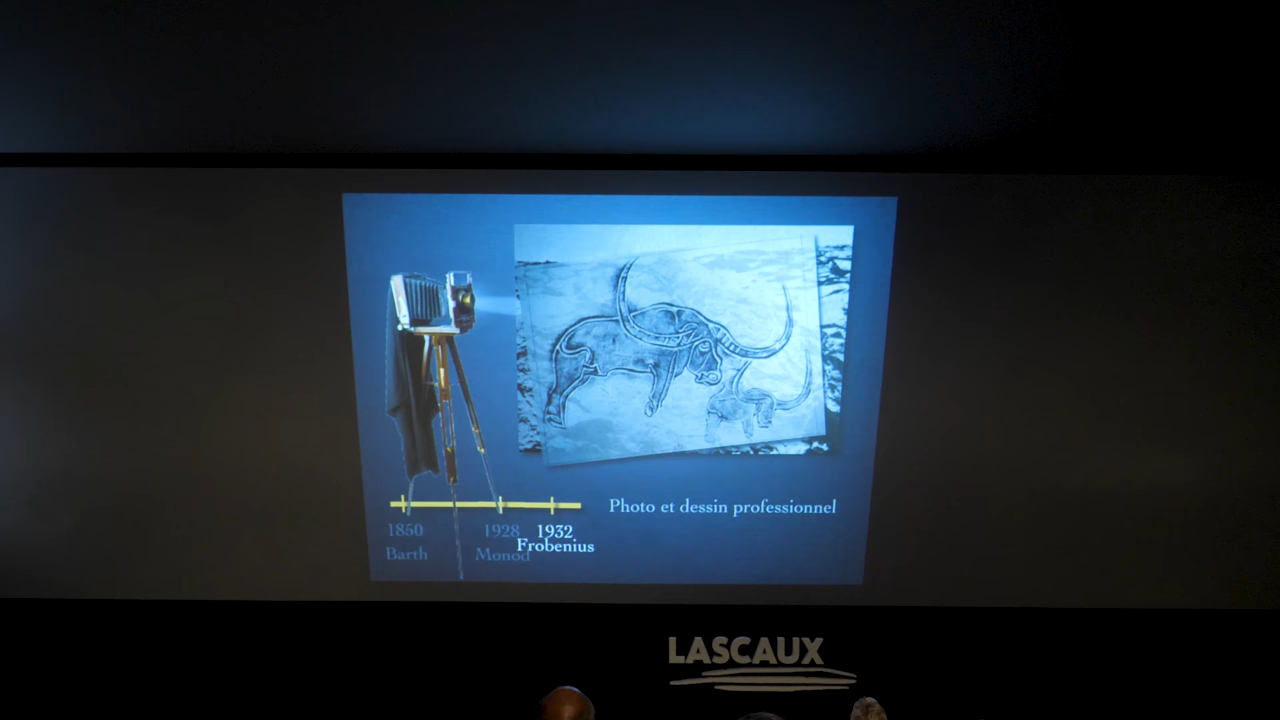 Photo et dessin professionnel
1850 1928 1932
Barth Monod Frobenius
LASCAUX